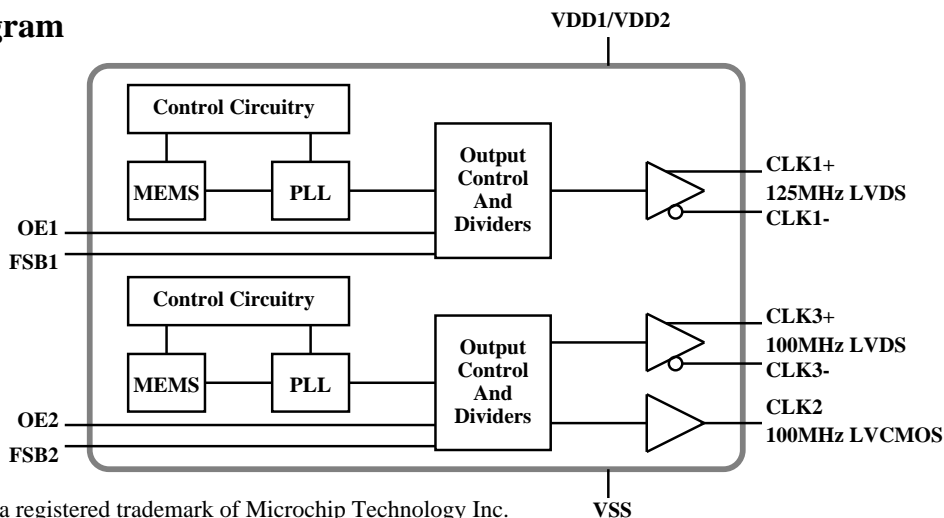 gram
VDD1/VDD2
Control Circuitry
MEMS
PLL
Output
Control
And
Dividers
CLK1+
125MHz LVDS
CLK1-
OE1
FSB1
Control Circuitry
MEMS
PLL
Output
Control
And
Dividers
CLK3+
100MHz LVDS
CLK3-
CLK2
100MHz LVCMOS
OE2
FSB2
a registered trademark of Microchip Technology Inc.
VSS